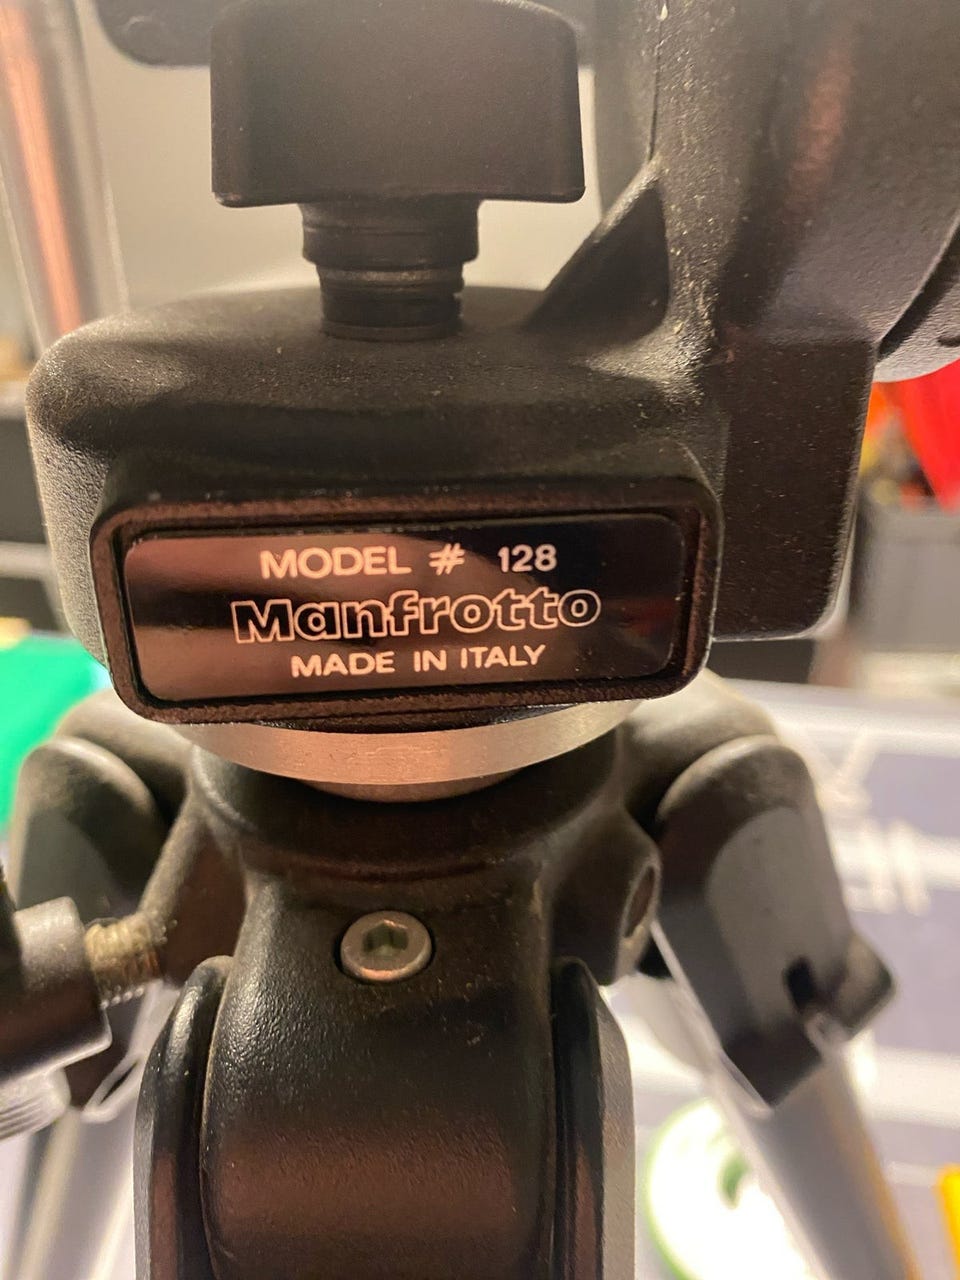 MODEL # 128
Manfrotto
MADE IN ITALY